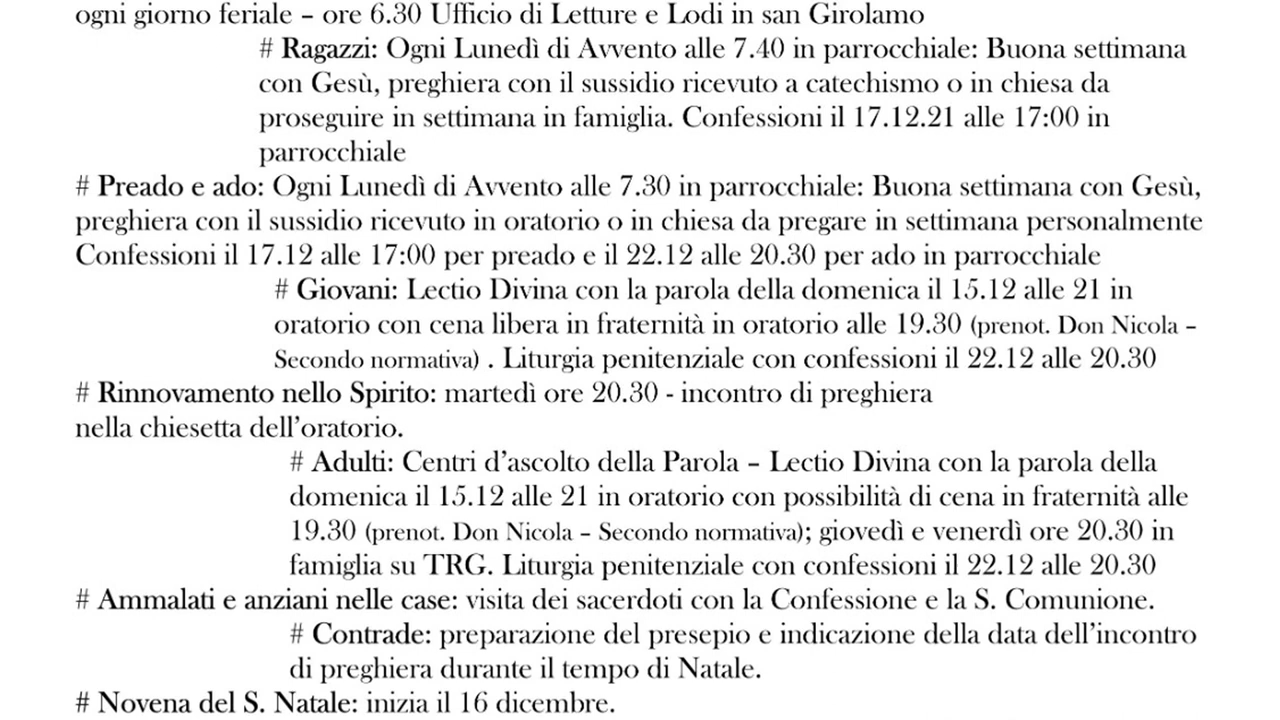 ogni giorno feriale – ore 6.30 Ufficio di Letture e Lodi in san Girolamo
# Ragazzi: Ogni Lunedì di Avvento alle 7.40 in parrocchiale: Buona settimana
con Gesù, preghiera con il sussidio ricevuto a catechismo o in chiesa da
proseguire in settimana in famiglia. Confessioni il 17.12.21 alle 17:00 in
parrocchiale
# Preado e ado: Ogni Lunedì di Avvento alle 7.30 in parrocchiale: Buona settimana con Gesù,
preghiera con il sussidio ricevuto in oratorio o in chiesa da pregare in settimana personalmente
Confessioni il 17.12 alle 17:00 per preado e il 22.12 alle 20.30 per ado in parrocchiale
# Giovani: Lectio Divina con la parola della domenica il 15.12 alle 21 in
oratorio con cena libera in fraternità in oratorio alle 19.30 (prenot. Don Nicola –
Secondo normativa) . Liturgia penitenziale con confessioni il 22.12 alle 20.30
# Rinnovamento nello Spirito: martedì ore 20.30 - incontro di preghiera
nella chiesetta dell’oratorio.
# Adulti: Centri d’ascolto della Parola – Lectio Divina con la parola della
domenica il 15.12 alle 21 in oratorio con possibilità di cena in fraternità alle
19.30 (prenot. Don Nicola – Secondo normativa); giovedì e venerdì ore 20.30 in
famiglia su TRG. Liturgia penitenziale con confessioni il 22.12 alle 20.30
# Ammalati e anziani nelle case: visita dei sacerdoti con la Confessione e la S. Comunione.
# Contrade: preparazione del presepio e indicazione della data dell’incontro
di preghiera durante il tempo di Natale.
# Novena del S. Natale: inizia il 16 dicembre.